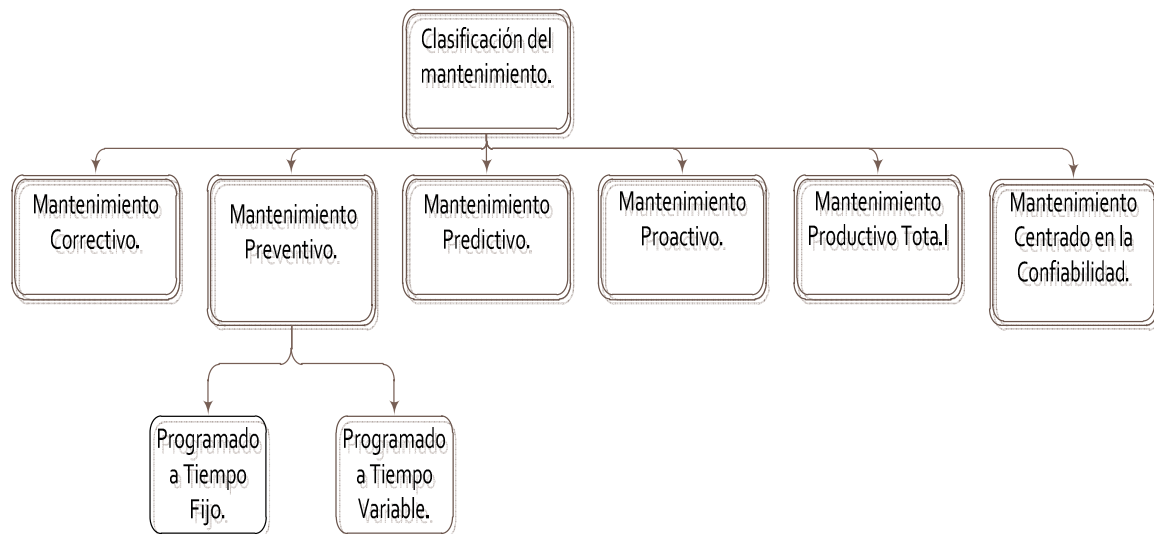 Clasificación del
mantenimiento.
Mantenimiento
Correctivo.
Mantenimiento
Preventivo.
Mantenimiento
Predictivo.
Mantenimiento
Proactivo.
Mantenimiento
Productivo Tota.l
Mantenimiento
Centrado en la
Confiabilidad.
Programado
a Tiempo
Fijo.
Programado
a Tiempo
Variable.